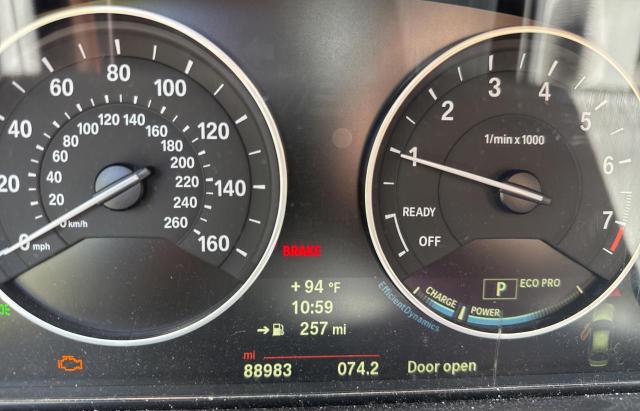 20 40 60 80 100 120 140 160
0 mph
0 km/h
20 40 60 80 100 120 140 160 180 200 220 240 260
BRAKE
+ 94 °F
10:59
257 mi
mi
88983 074.2
Door open
1 2 3 4 5 6 7
1/min x 1000
READY
OFF
P ECO PRO
CHARGE POWER
EfficientDynamics